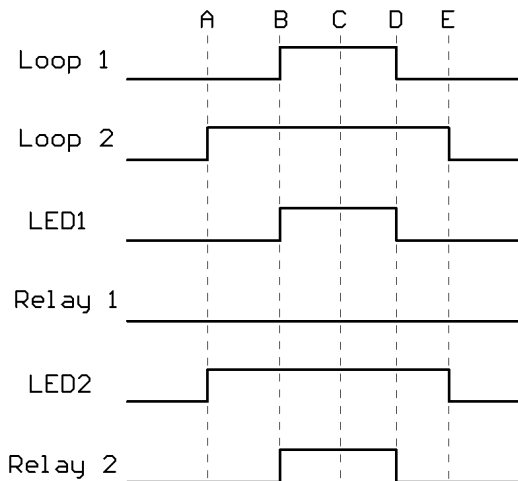 A B C D E
Loop 1
Loop 2
LED1
Relay 1
LED2
Relay 2